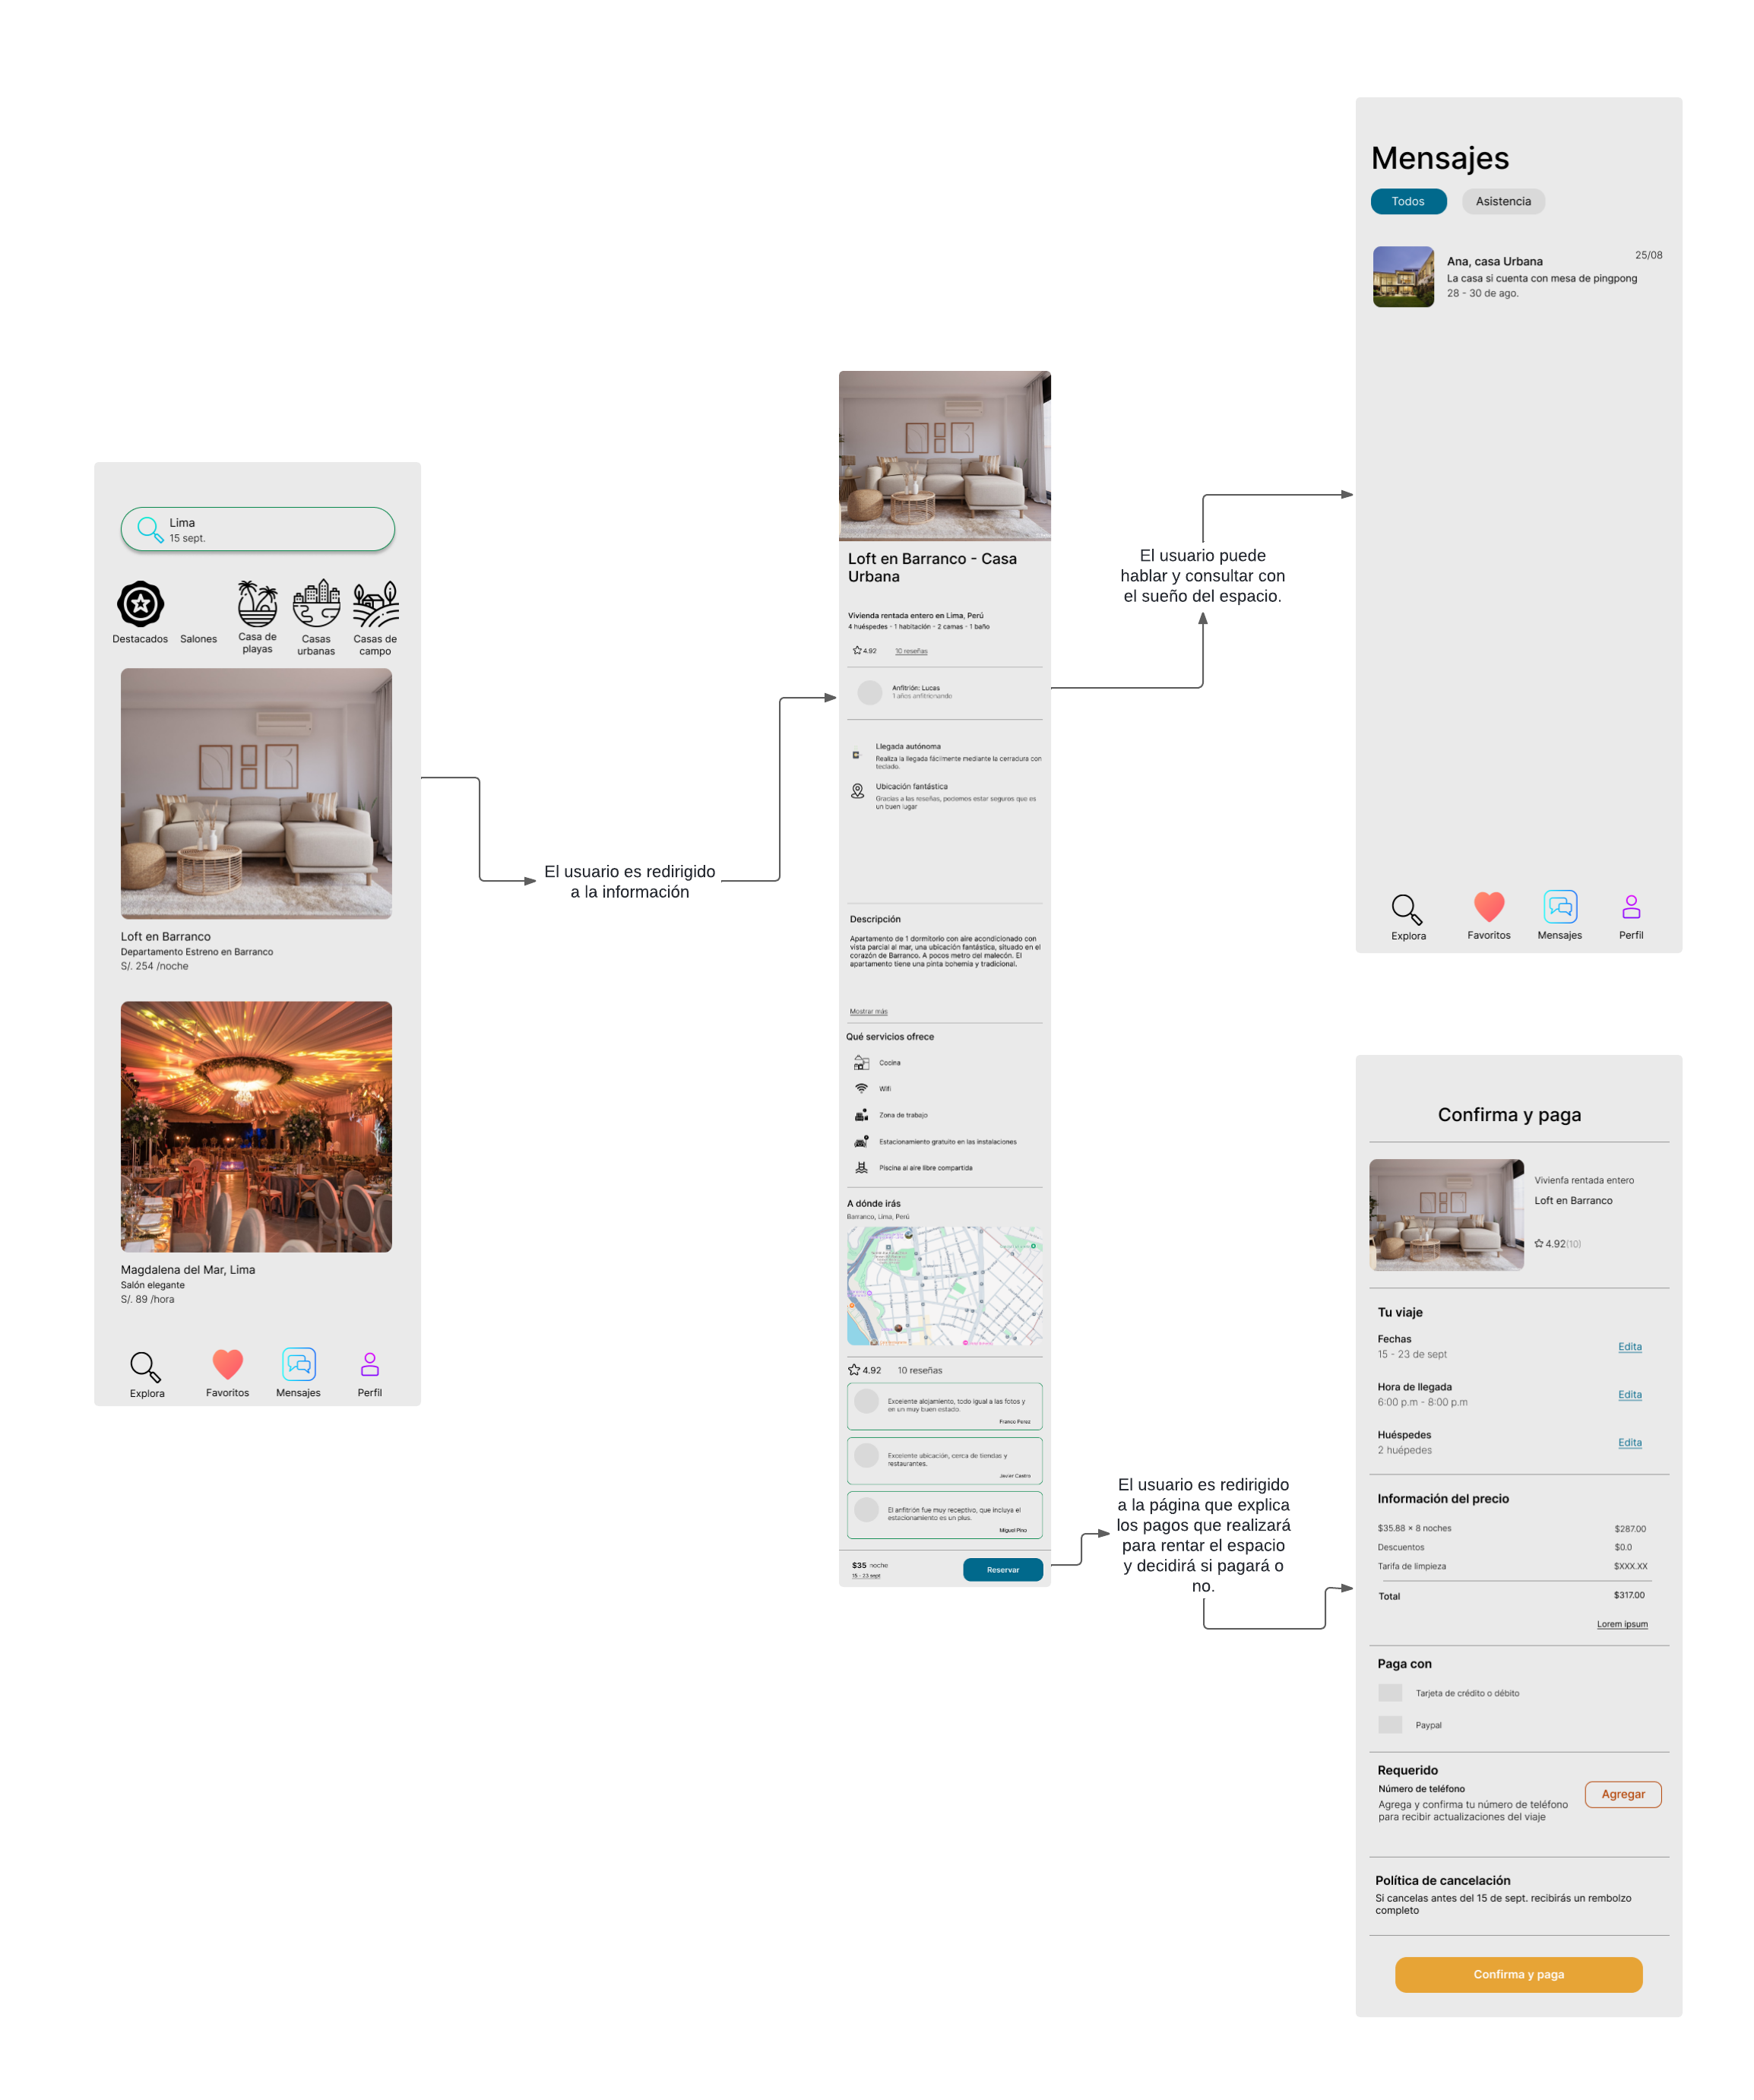 Lima
15 sept.
Destacados
Salones
Casa de
playas
Casas
urbanas
Casas de
campo
Loft en Barranco
Departamento Estreno en Barranco
S/. 254 /noche
Magdalena del Mar, Lima
Salón elegante
S/. 89 /hora
Explora
Favoritos
Mensajes
Perfil
El usuario es redirigido
a la información
Loft en Barranco - Casa
Urbana
Vivienda rentada entero en Lima, Perú
4 huéspedes - 1 habitación - 2 camas - 1 baño
4.92
10 reseñas
Anfitrión: Lucas
1 años anfitrionando
Llegada autónoma
Realiza la llegada fácilmente mediante la cerradura con
teclado.
Ubicación fantástica
Gracias a las reseñas, podemos estar seguros que es
un buen lugar
Descripción
Apartamento de 1 dormitorio con aire acondicionado con
vista parcial al mar, una ubicación fantástica, situado en el
corazón de Barranco. A pocos metro del malecón. El
apartamento tiene una pinta bohemia y tradicional.
Mostrar más
Qué servicios ofrece
Cocina
Wifi
Zona de trabajo
Estacionamiento gratuito en las instalaciones
Piscina al aire libre compartida
A dónde irás
Barranco, Lima, Perú
4.92
10 reseñas
Excelente alojamiento, todo igual a las fotos y
en un muy buen estado.
Franco Perez
Excelente ubicación, cerca de tiendas y
restaurantes.
Javier Castro
El anfitrión fue muy receptivo, que incluya el
estacionamiento es un plus.
Miguel Pino
$35 noche
15 - 23 sept
Reservar
El usuario puede
hablar y consultar con
el sueño del espacio.
El usuario es redirigido
a la página que explica
los pagos que realizará
para rentar el espacio
y decidirá si pagará o
no.
Mensajes
Todos
Asistencia
Ana, casa Urbana
25/08
La casa si cuenta con mesa de pingpong
28 - 30 de ago.
Explora
Favoritos
Mensajes
Perfil
Confirma y paga
Vivienfa rentada entero
Loft en Barranco
4.92(10)
Tu viaje
Fechas
15 - 23 de sept
Edita
Hora de llegada
6:00 p.m - 8:00 p.m
Edita
Huéspedes
2 huépedes
Edita
Información del precio
$35.88 × 8 noches
$287.00
Descuentos
$0.0
Tarifa de limpieza
$XXX.XX
Total
$317.00
Lorem ipsum
Paga con
Tarjeta de crédito o débito
Paypal
Requerido
Número de teléfono
Agrega y confirma tu número de teléfono
para recibir actualizaciones del viaje
Agregar
Política de cancelación
Si cancelas antes del 15 de sept. recibirás un rembolzo
completo
Confirma y paga